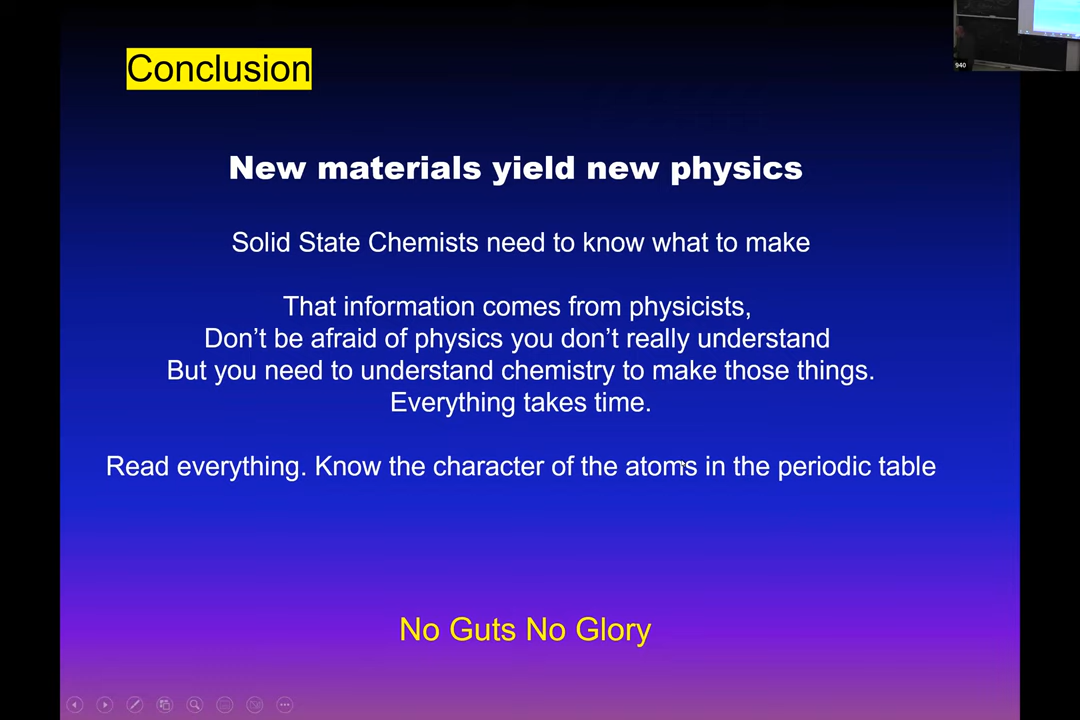 940
Conclusion
New materials yield new physics
Solid State Chemists need to know what to make
That information comes from physicists,
Don’t be afraid of physics you don’t really understand
But you need to understand chemistry to make those things.
Everything takes time.
Read everything. Know the character of the atoms in the periodic table
No Guts No Glory